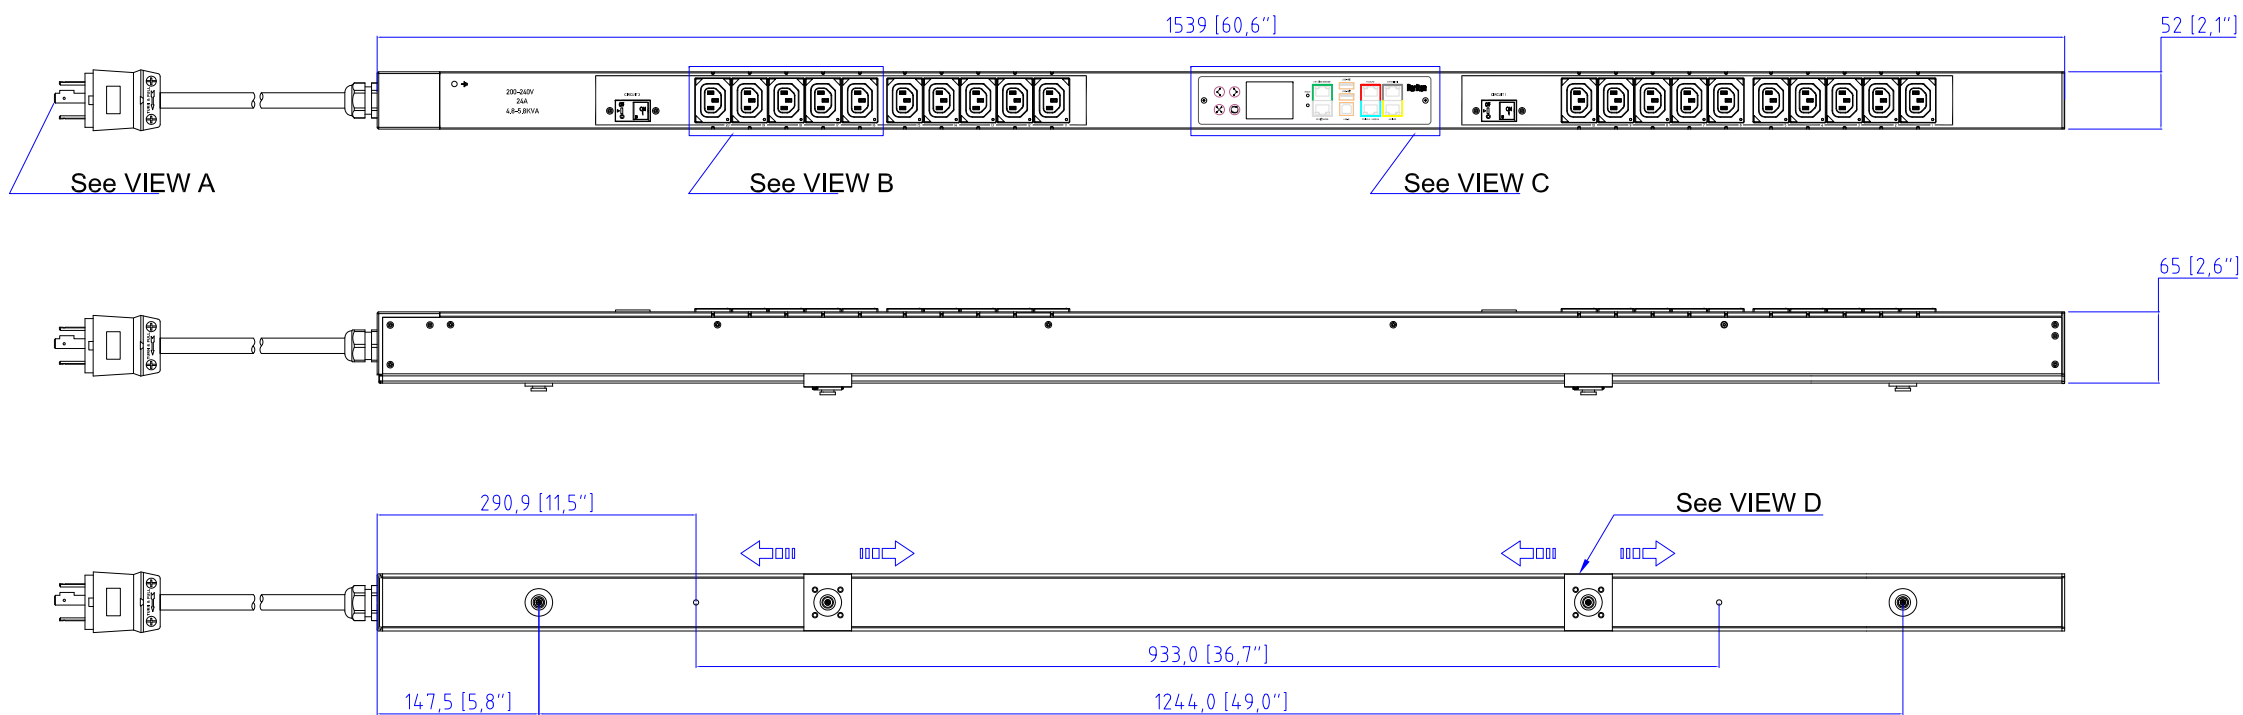 1539 [60,6"]
52 [2,1"]
200-240V
24A
4,8-5,8KVA
See VIEW A
See VIEW B
See VIEW C
65 [2,6"]
290,9 [11,5"]
See VIEW D
933,0 [36,7"]
147,5 [5,8"]
1244,0 [49,0"]